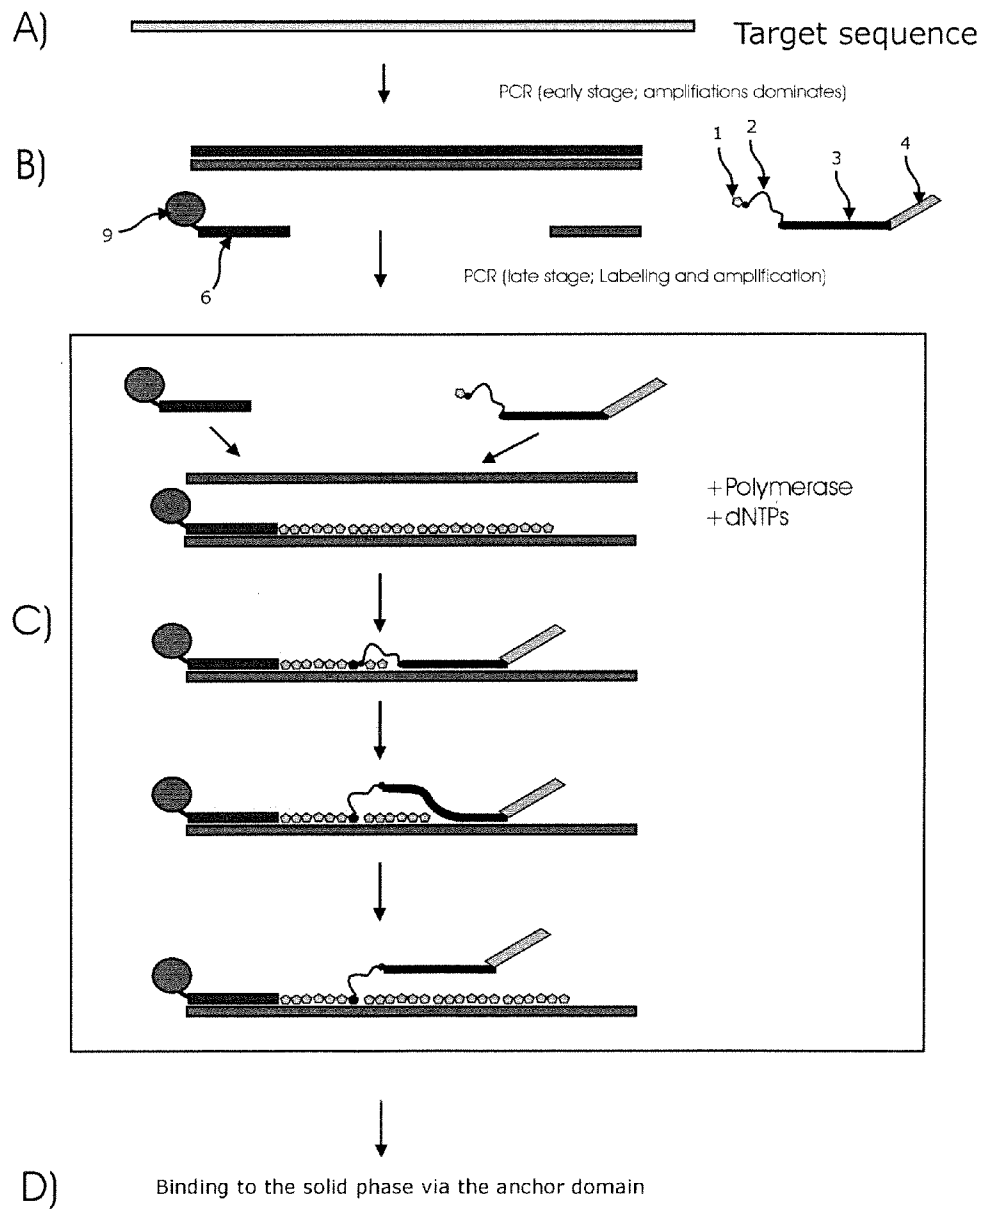 A)
Target sequence
PCR (early stage; amplifiations dominates)
B)
1
2
3
4
9
6
PCR (late stage; Labeling and amplification)
+Polymerase
+dNTPs
C)
D)
Binding to the solid phase via the anchor domain